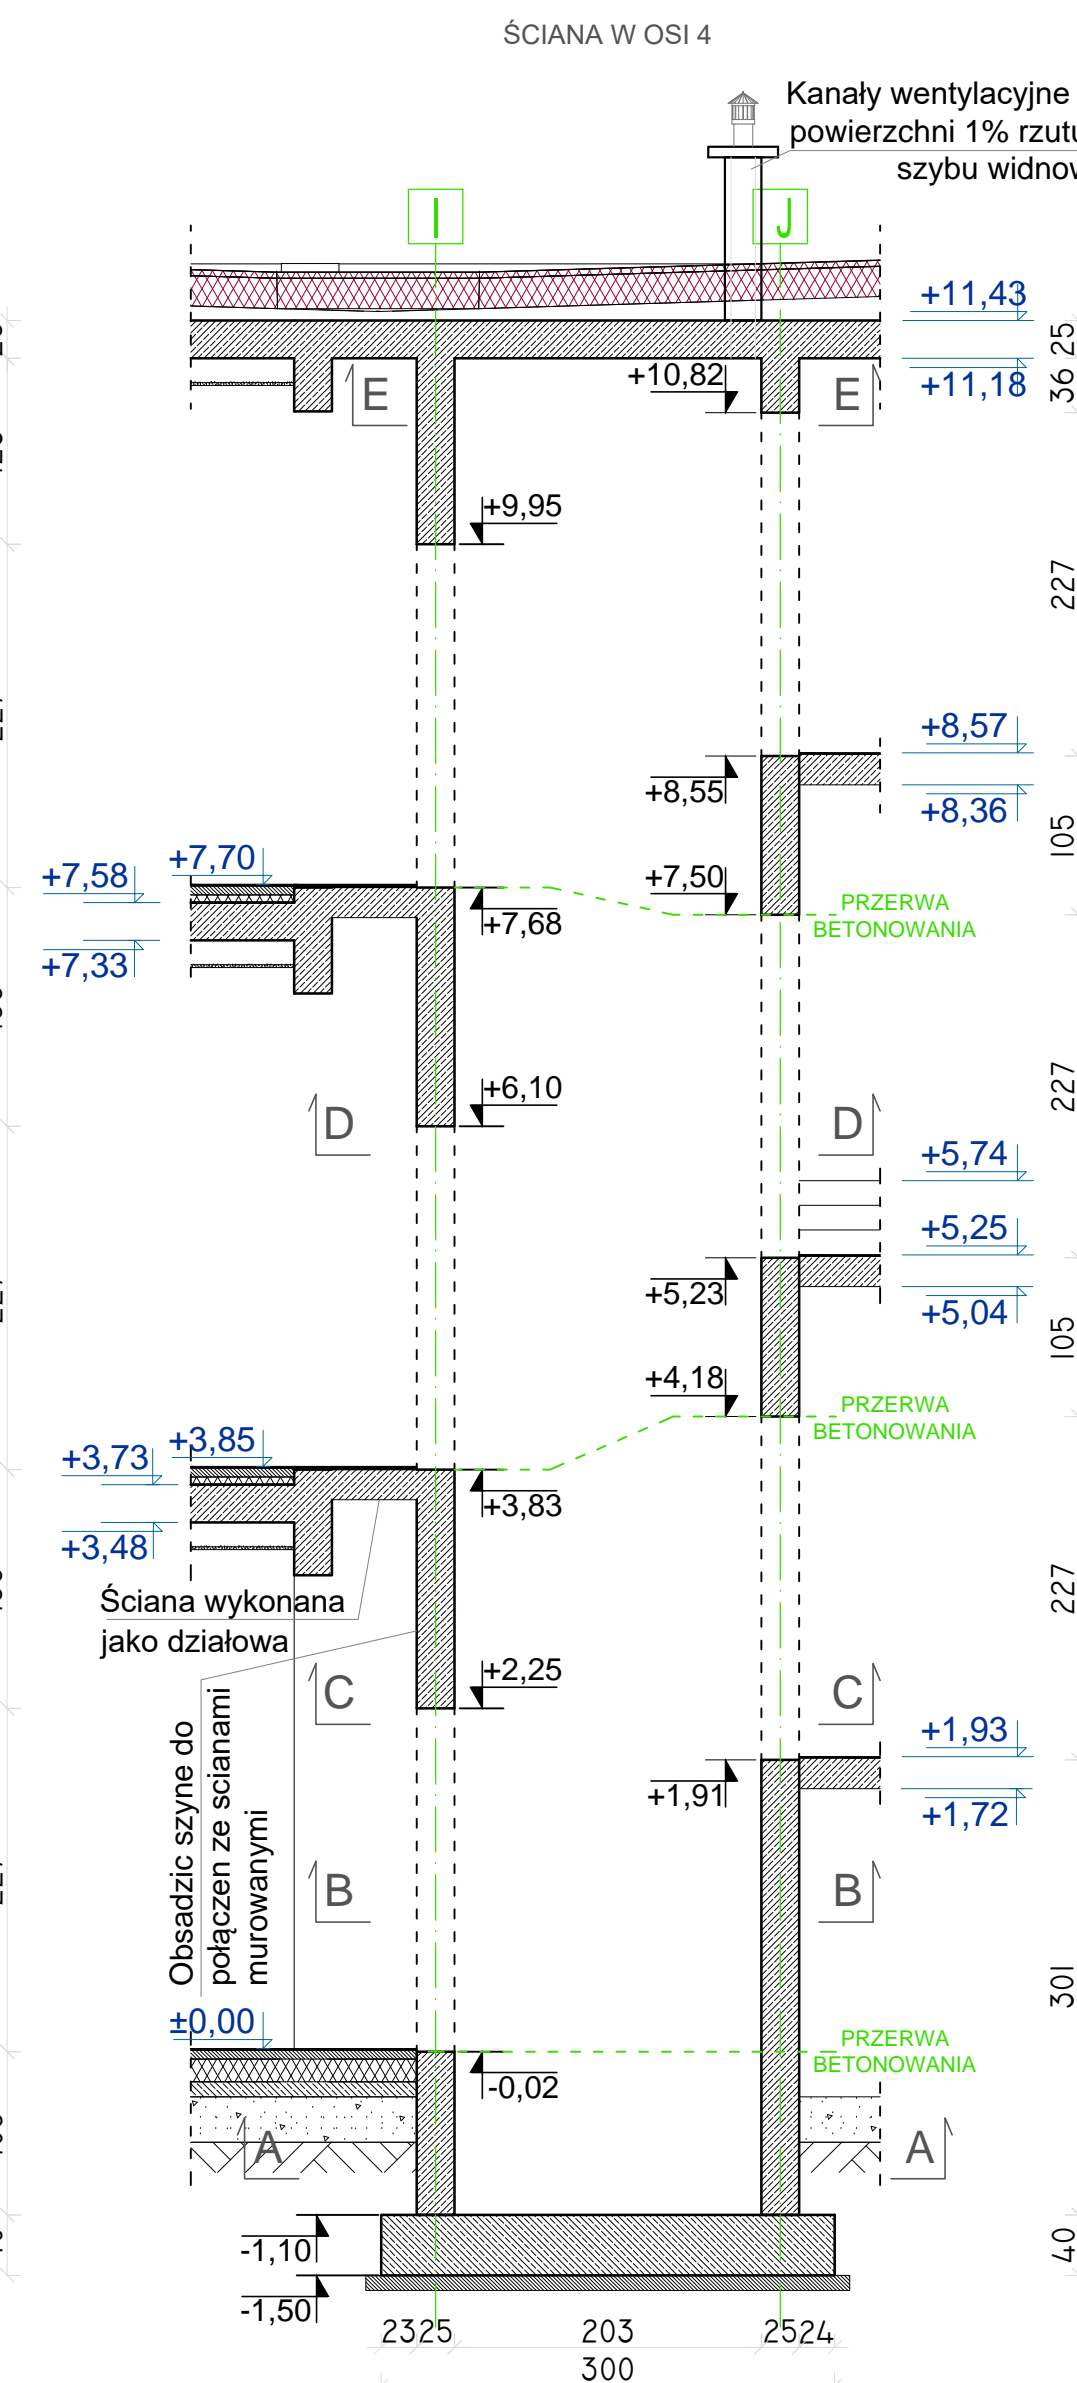 ŚCIANA W OSI 4
Kanały wentylacyjne
powierzchni 1% rzutu
szybu
I
J
+11,43
25
+10,82
E
E
+11,18
36
+9,95
227
+8,57
+8,55
+8,36
105
+7,70
+7,58
+7,50
PRZERWA
BETONOWANIA
+7,68
+7,33
+6,10
227
D
D
+5,74
+5,25
+5,23
+5,04
105
+4,18
PRZERWA
BETONOWANIA
+3,85
+3,73
+3,83
+3,48
Ściana wykonana
jako działowa
227
+2,25
C
C
Obsadzic szyne do
połączen ze scianami
murowanymi
+1,93
+1,91
+1,72
B
B
301
±0,00
PRZERWA
BETONOWANIA
-0,02
A
A
-1,10
40
-1,50
23 25 203 25 24
300